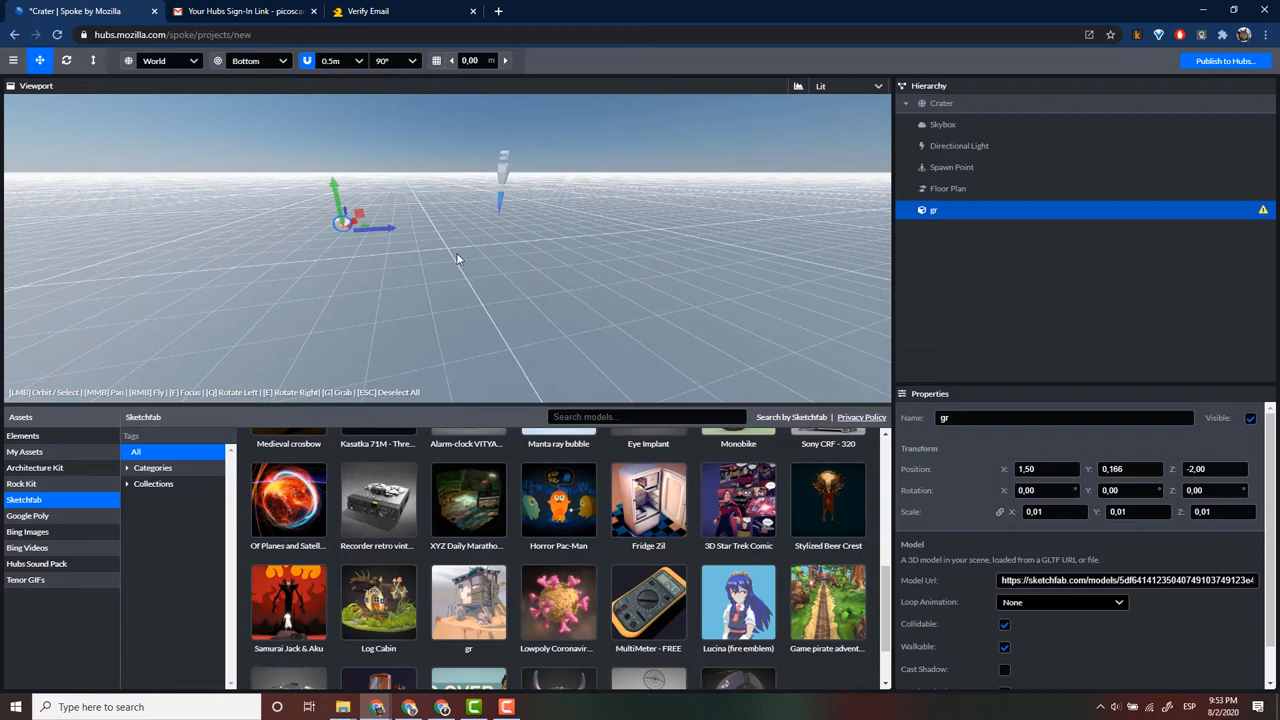 *Crater | Spoke by Mozilla
Your Hubs Sign-In Link - picosca
Verify Email
hubs.mozilla.com/spoke/projects/new
World
Bottom
0.5m
90°
0,00 m
Publish to Hubs...
Viewport
Lit
Hierarchy
Crater
Skybox
Directional Light
Spawn Point
Floor Plan
gr
[LMB] Orbit / Select | [MMB] Pan | [RMB] Fly | [F] Focus | [Q] Rotate Left | [E] Rotate Right | [G] Grab | [ESC] Deselect All
Properties
Name: gr
Visible:
Transform
Position: X: 1,50 Y: 0,166 Z: -2,00
Rotation: X: 0,00 ° Y: 0,00 ° Z: 0,00 °
Scale: X: 0,01 Y: 0,01 Z: 0,01
Model
A 3D model in your scene, loaded from a GLTF URL or file.
Model Url: https://sketchfab.com/models/5df64141235040749103749123e4
Loop Animation: None
Collidable:
Walkable:
Cast Shadow:
Assets
Elements
My Assets
Architecture Kit
Rock Kit
Sketchfab
Google Poly
Bing Images
Bing Videos
Hubs Sound Pack
Tenor GIFs
Sketchfab
Search models...
Search by Sketchfab | Privacy Policy
Tags
All
Categories
Collections
Medieval crosbow
Kasatka 71M - Thre...
Alarm-clock VITYA...
Manta ray bubble
Eye Implant
Monobike
Sony CRF - 320
Of Planes and Satell...
Recorder retro vint...
XYZ Daily Maratho...
Horror Pac-Man
Fridge Zil
3D Star Trek Comic
Stylized Beer Crest
Samurai Jack & Aku
Log Cabin
gr
Lowpoly Coronavir...
MultiMeter - FREE
Lucina (fire emblem)
Game pirate advent...
Type here to search
ESP
9:53 PM
8/2/2020